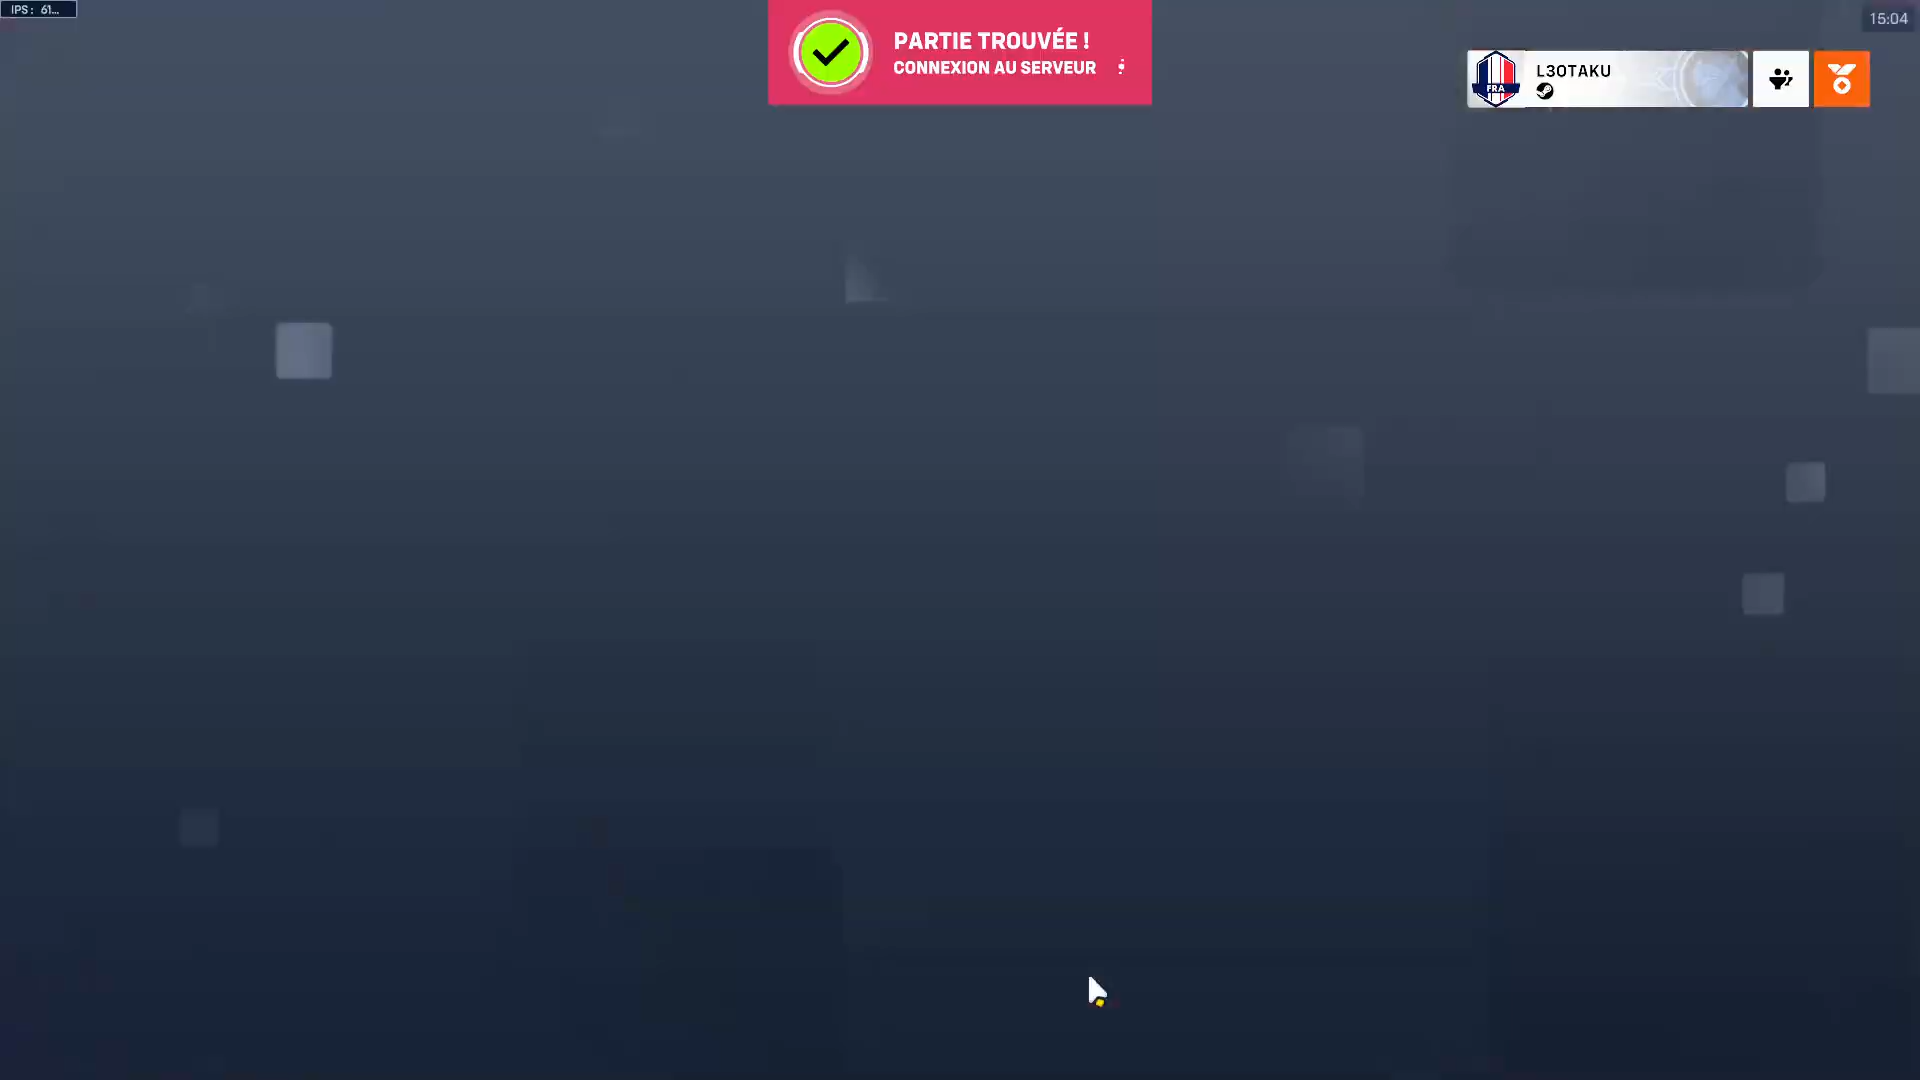 IPS: 61...
PARTIE TROUVÉE !
CONNEXION AU SERVEUR
15:04
L3OTAKU
FRA